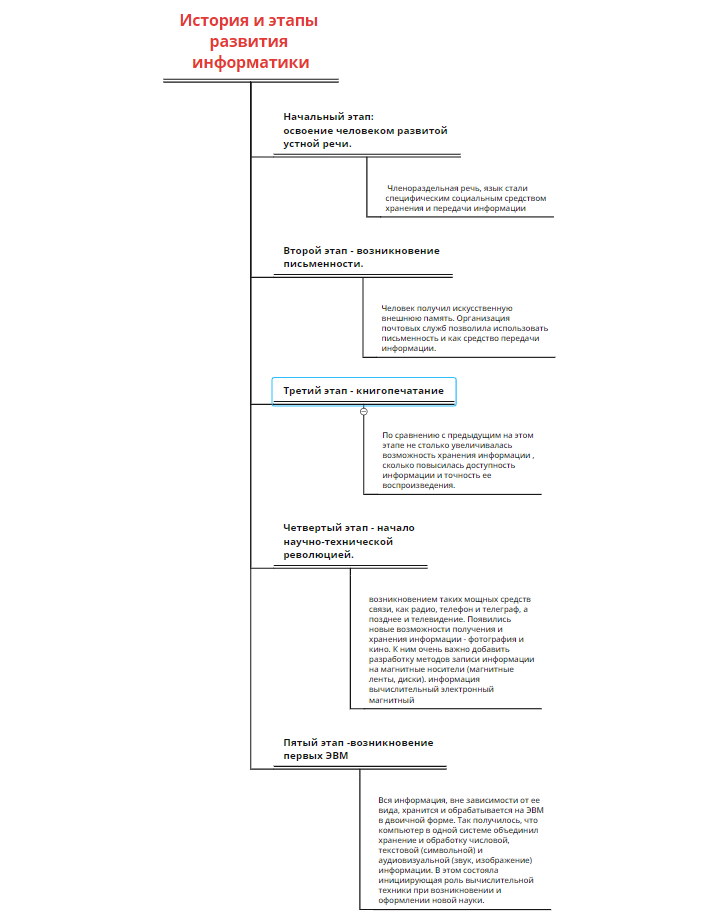 История и этапы
развития
информатики
Начальный этап:
освоение человеком развитой
устной речи.
Членораздельная речь, язык стали
специфическим социальным средством
хранения и передачи информации
Второй этап - возникновение
письменности.
Человек получил искусственную
внешнюю память. Организация
почтовых служб позволила использовать
письменность и как средство передачи
информации.
Третий этап - книгопечатание
По сравнению с предыдущим на этом
этапе не столько увеличивалась
возможность хранения информации ,
сколько повысилась доступность
информации и точность ее
воспроизведения.
Четвертый этап - начало
научно-технической
революцией.
возникновением таких мощных средств
связи, как радио, телефон и телеграф, а
позднее и телевидение. Появились
новые возможности получения и
хранения информации - фотография и
кино. К ним очень важно добавить
разработку методов записи информации
на магнитные носители (магнитные
ленты, диски). информация
вычислительный электронный
магнитный
Пятый этап -возникновение
первых ЭВМ
Вся информация, вне зависимости от ее
вида, хранится и обрабатывается на ЭВМ
в двоичной форме. Так получилось, что
компьютер в одной системе объединил
хранение и обработку числовой,
текстовой (символьной) и
аудиовизуальной (звук, изображение)
информации. В этом состояла
инициирующая роль вычислительной
техники при возникновении и
оформлении новой науки.